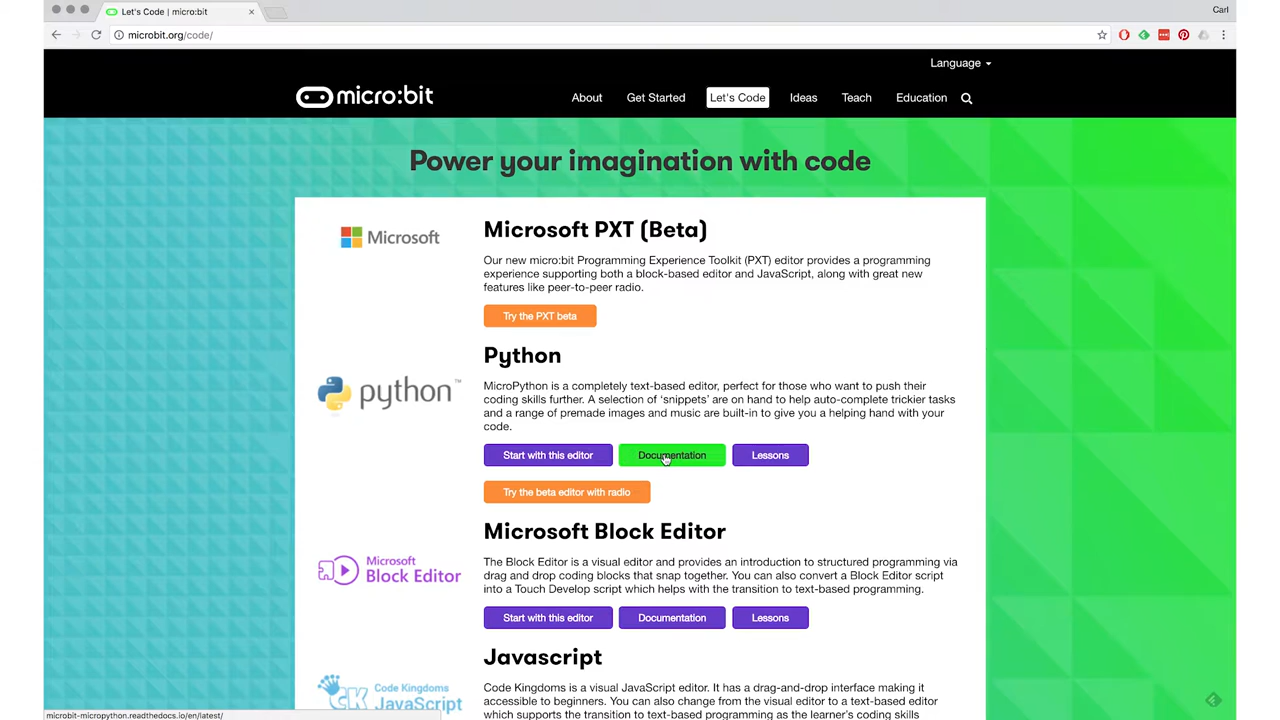 Let's Code | micro:bit
Carl
microbit.org/code/
Language
micro:bit
About
Get Started
Let's Code
Ideas
Teach
Education
Power your imagination with code
Microsoft
Microsoft PXT (Beta)
Our new micro:bit Programming Experience Toolkit (PXT) editor provides a programming
experience supporting both a block-based editor and JavaScript, along with great new
features like peer-to-peer radio.
Try the PXT beta
python™
Python
MicroPython is a completely text-based editor, perfect for those who want to push their
coding skills further. A selection of ‘snippets’ are on hand to help auto-complete trickier tasks
and a range of premade images and music are built-in to give you a helping hand with your
code.
Start with this editor
Documentation
Lessons
Try the beta editor with radio
Microsoft
Block Editor
Microsoft Block Editor
The Block Editor is a visual editor and provides an introduction to structured programming via
drag and drop coding blocks that snap together. You can also convert a Block Editor script
into a Touch Develop script which helps with the transition to text-based programming.
Start with this editor
Documentation
Lessons
CK
Code Kingdoms
JavaScript
Javascript
Code Kingdoms is a visual JavaScript editor. It has a drag-and-drop interface making it
accessible to beginners. You can also change from the visual editor to a text-based editor
which supports the transition to text-based programming as the learner's coding skills
microbit-micropython.readthedocs.io/en/latest/